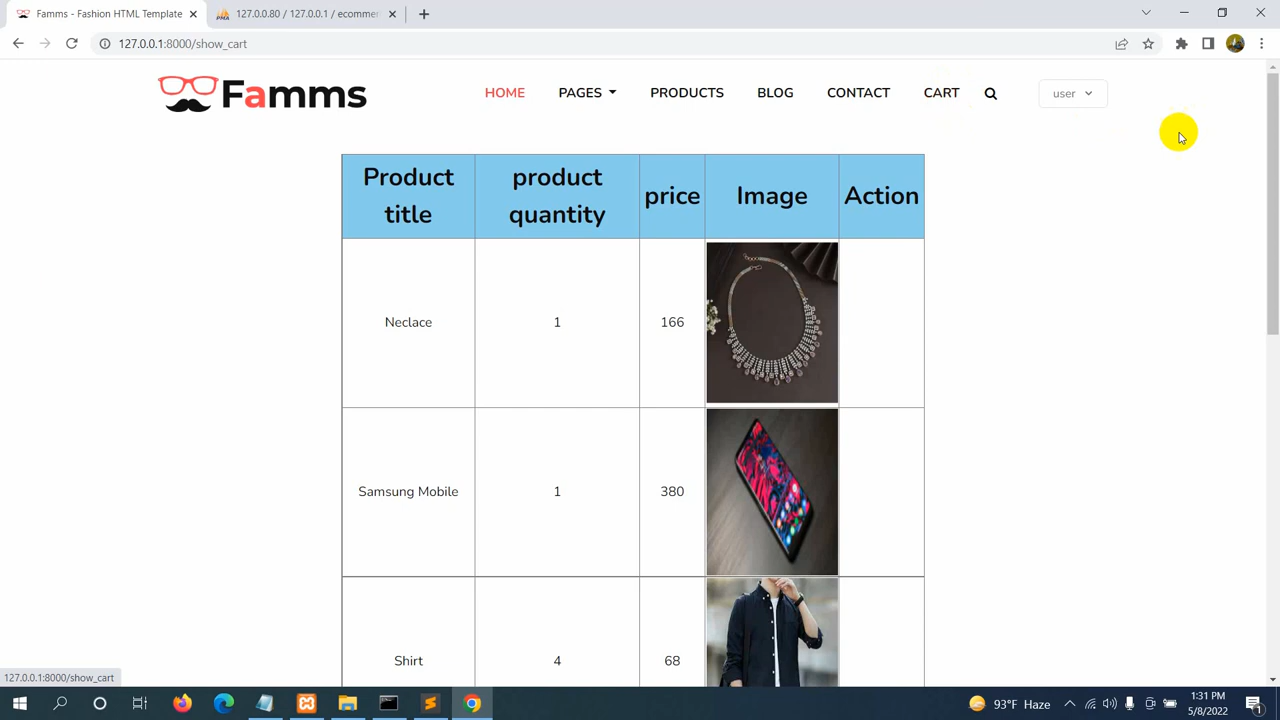 Famms - Fashion HTML Template
127.0.0.80 / 127.0.0.1 / ecomme
127.0.0.1:8000/show_cart
Famms
HOME
PAGES
PRODUCTS
BLOG
CONTACT
CART
user
Product title
product quantity
price
Image
Action
Neclace
1
166
Samsung Mobile
1
380
Shirt
4
68
127.0.0.1:8000/show_cart
93°F Haze
1:31 PM
5/8/2022